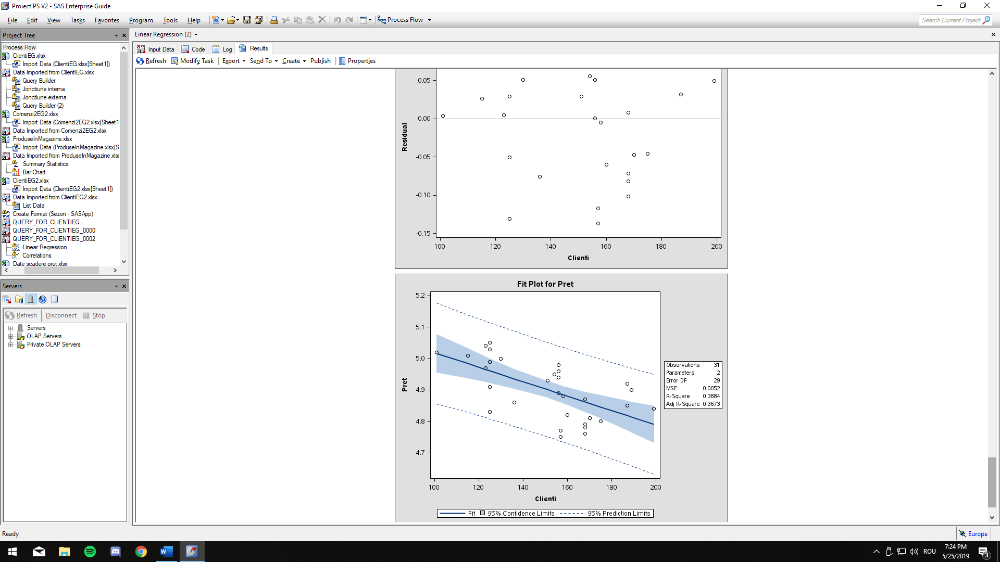 Proiect PS V2 - SAS Enterprise Guide
File Edit View Tasks Favorites Program Tools Help Process Flow Search Current Project
Project Tree
Process Flow
ClientiEG.xlsx
Import Data (ClientiEG.xlsx[Sheet1])
Data Imported from ClientiEG.xlsx
Query Builder
Jonctiune interna
Jonctiune externa
Query Builder (2)
Comenzi2EG2.xlsx
Import Data (Comenzi2EG2.xlsx[Sheet1
Data Imported from Comenzi2EG2.xlsx
ProduseInMagazine.xlsx
Import Data (ProduseInMagazine.xlsx[S
Data Imported from ProduseInMagazine.xls
Summary Statistics
Bar Chart
ClientiEG2.xlsx
Import Data (ClientiEG2.xlsx[Sheet1])
Data Imported from ClientiEG2.xlsx
List Data
Create Format (Sezon - SASApp)
QUERY_FOR_CLIENTIEG
QUERY_FOR_CLIENTIEG_0000
QUERY_FOR_CLIENTIEG_0002
Linear Regression
Correlations
Date scadere pret.xlsx
Servers
Refresh Disconnect Stop
Servers
OLAP Servers
Private OLAP Servers
Linear Regression (2)
Input Data Code Log Results
Refresh Modify Task Export Send To Create Publish Properties
0.05
0.00
-0.05
-0.10
-0.15
Residual
100 120 140 160 180 200
Clienti
Fit Plot for Pret
5.2
5.1
5.0
4.9
4.8
4.7
Pret
100 120 140 160 180 200
Clienti
Observations 31
Parameters 2
Error DF 29
MSE 0.0052
R-Square 0.3884
Adj R-Square 0.3673
Fit 95% Confidence Limits 95% Prediction Limits
Ready
Europe
ROU
7:24 PM
5/25/2019
3